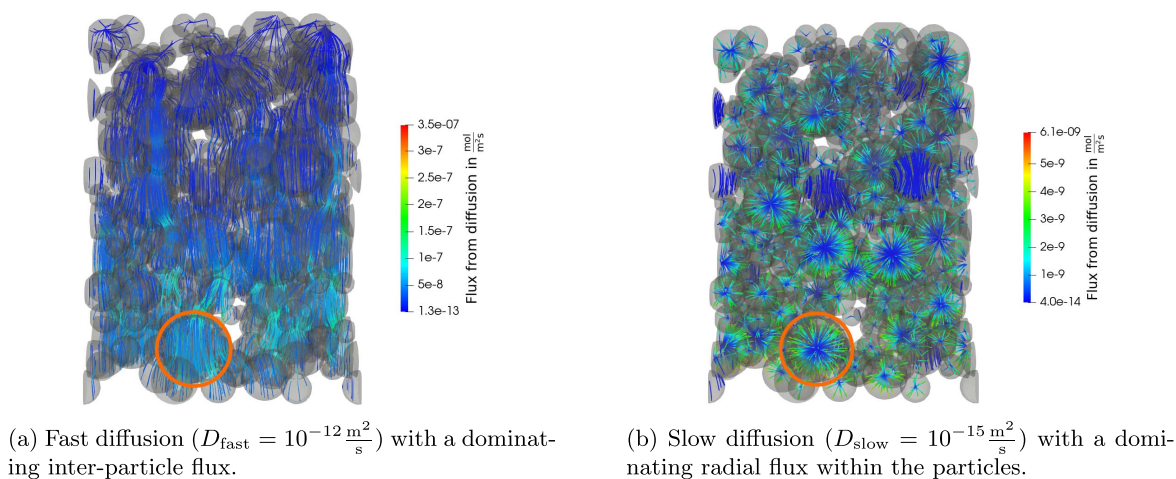 3.5e-07
3e-7
2.5e-7
2e-7
1.5e-7
1e-7
5e-8
1.3e-13
Flux from diffusion in mol/m²s
6.1e-09
5e-9
4e-9
3e-9
2e-9
1e-9
4.0e-14
Flux from diffusion in mol/m²s
(a) Fast diffusion (D_fast = 10⁻¹² m²/s) with a dominat-
ing inter-particle flux.
(b) Slow diffusion (D_slow = 10⁻¹⁵ m²/s) with a domi-
nating radial flux within the particles.